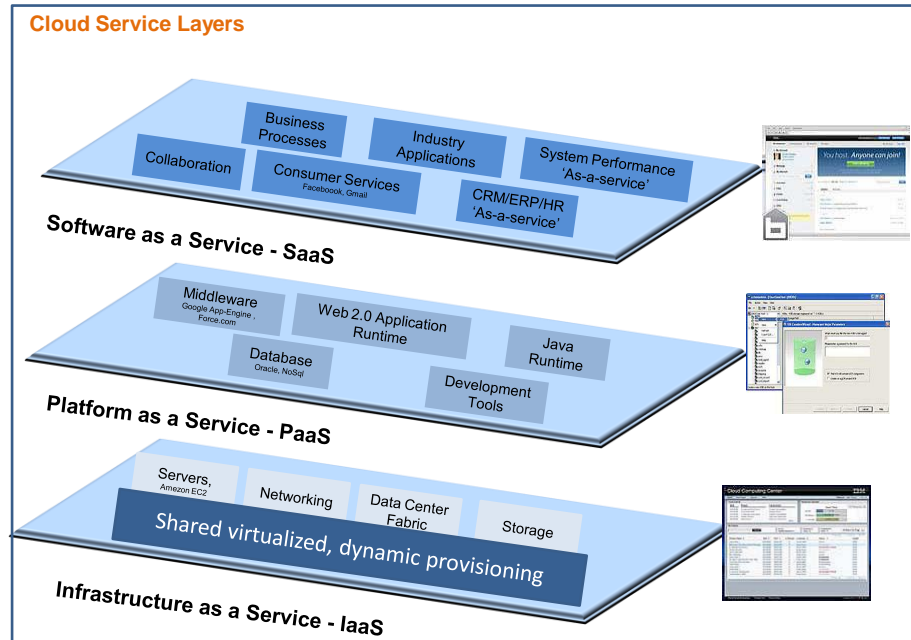 Cloud Service Layers
Business
Processes
Industry
Applications
System Performance
'As-a-service'
Collaboration
Consumer Services
Faceboook, Gmail
CRM/ERP/HR
'As-a-service'
You host. Anyone can join!
Software as a Service - SaaS
Middleware
Google App-Engine ,
Force.com
Web 2.0 Application
Runtime
Java
Runtime
Database
Oracle, NoSql
Development
Tools
Platform as a Service - PaaS
Servers,
Amazon EC2
Networking
Data Center
Fabric
Storage
Shared virtualized, dynamic provisioning
Cloud Computing Center
IBM
Infrastructure as a Service - IaaS